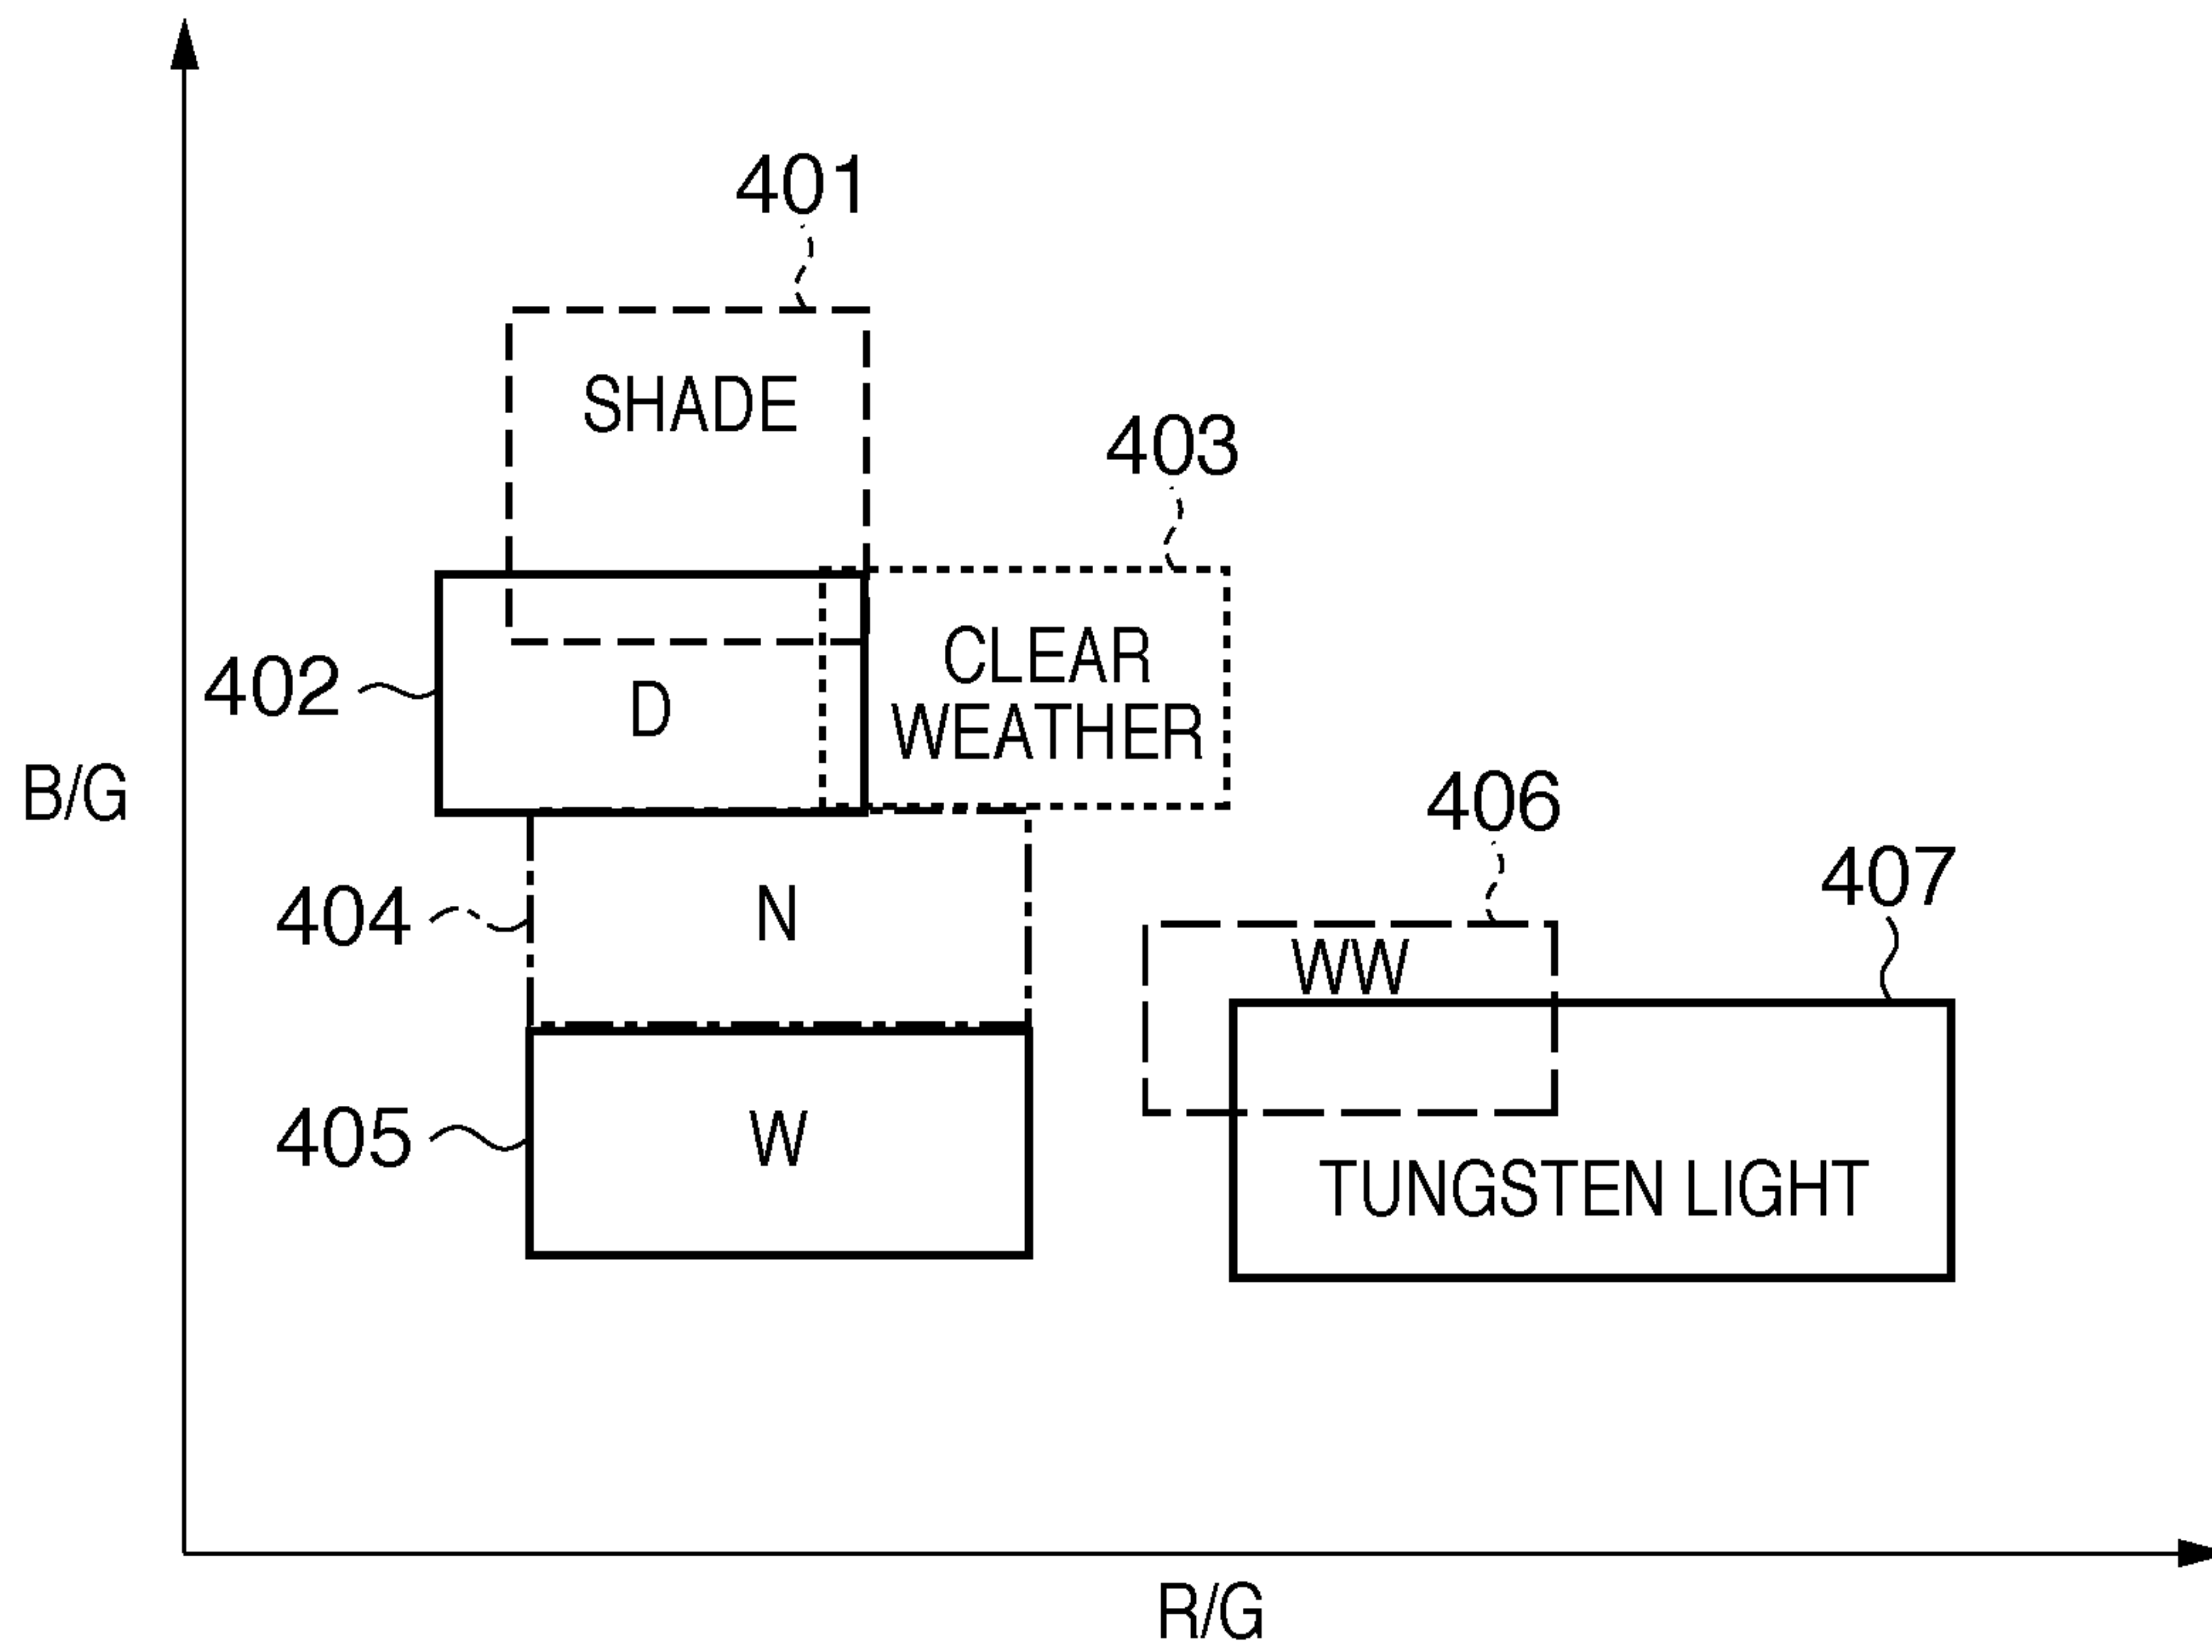 401
SHADE
403
CLEAR
WEATHER
402
D
B/G
406
407
404
N
WW
405
W
TUNGSTEN LIGHT
R/G